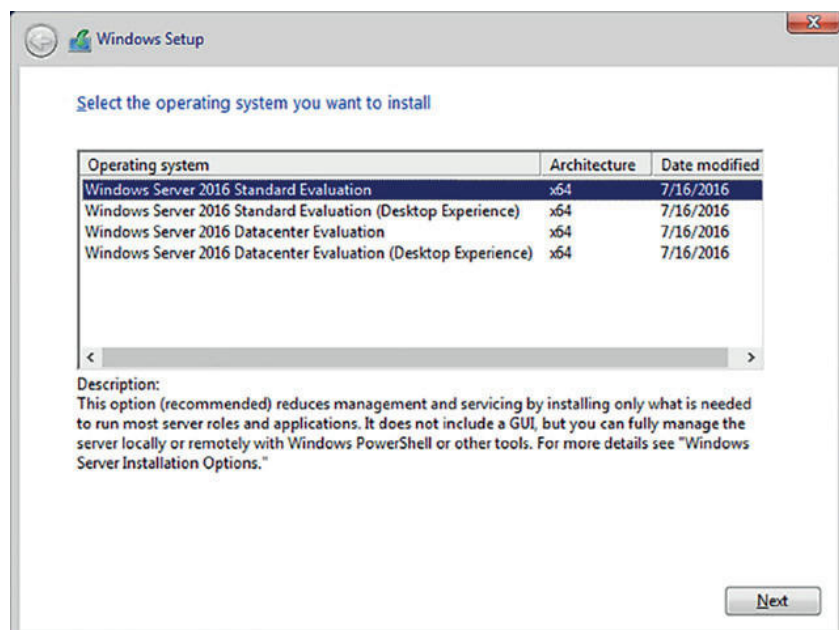 Windows Setup
Select the operating system you want to install
Operating system Architecture Date modified
Windows Server 2016 Standard Evaluation x64 7/16/2016
Windows Server 2016 Standard Evaluation (Desktop Experience) x64 7/16/2016
Windows Server 2016 Datacenter Evaluation x64 7/16/2016
Windows Server 2016 Datacenter Evaluation (Desktop Experience) x64 7/16/2016
Description:
This option (recommended) reduces management and servicing by installing only what is needed
to run most server roles and applications. It does not include a GUI, but you can fully manage the
server locally or remotely with Windows PowerShell or other tools. For more details see "Windows
Server Installation Options."
Next